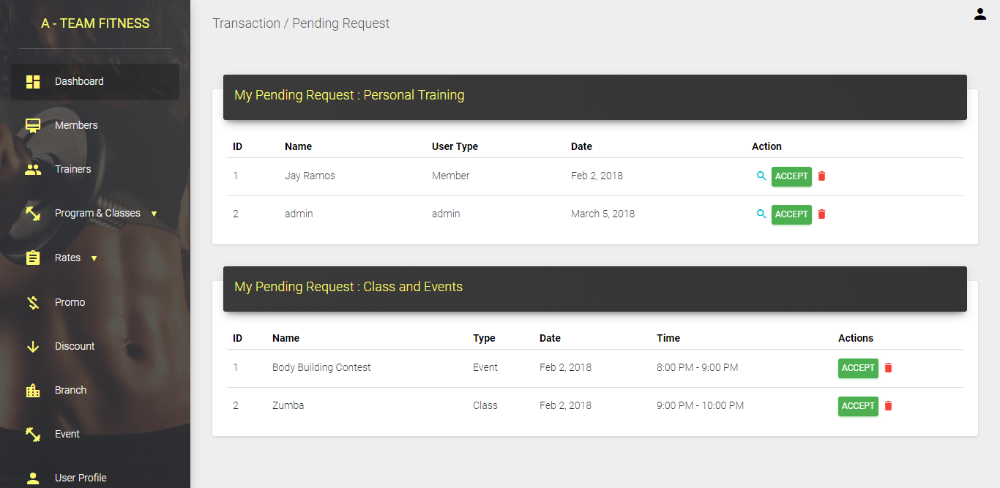 A - TEAM FITNESS
Dashboard
Members
Trainers
Program & Classes
Rates
Promo
Discount
Branch
Event
User Profile
Transaction / Pending Request
My Pending Request : Personal Training
ID Name User Type Date Action
1 Jay Ramos Member Feb 2, 2018 ACCEPT
2 admin admin March 5, 2018 ACCEPT
My Pending Request : Class and Events
ID Name Type Date Time Actions
1 Body Building Contest Event Feb 2, 2018 8:00 PM - 9:00 PM ACCEPT
2 Zumba Class Feb 2, 2018 9:00 PM - 10:00 PM ACCEPT